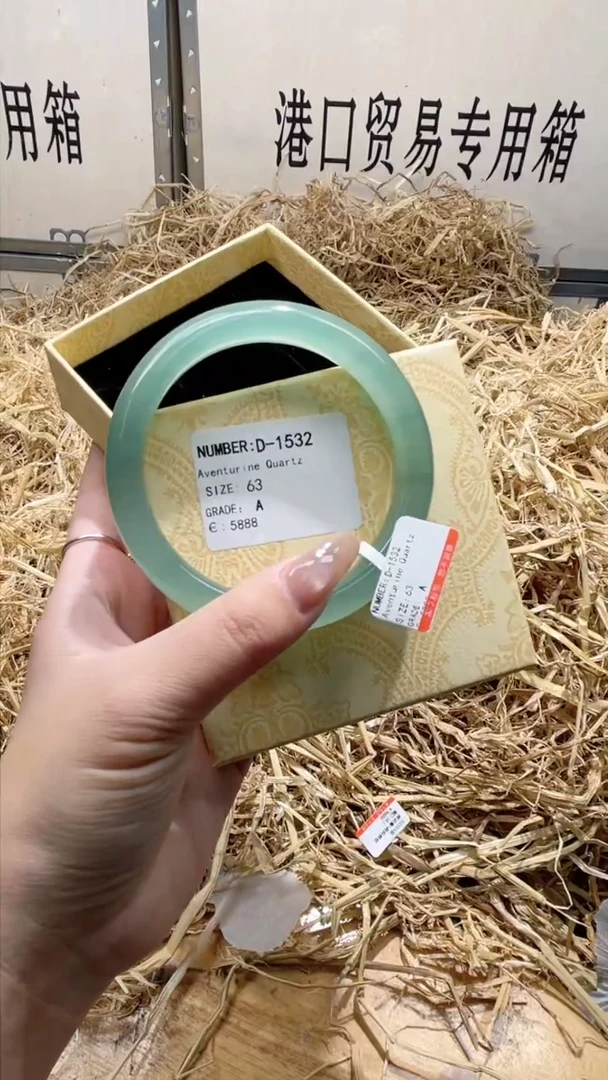 用箱
港口贸易专用箱
NUMBER:D-1532
Aventurine Quartz
SIZE: 63
GRADE: A
€: 5888
NUMBER:D-1532
Aventurine Quartz
SIZE: 63
GRADE: A